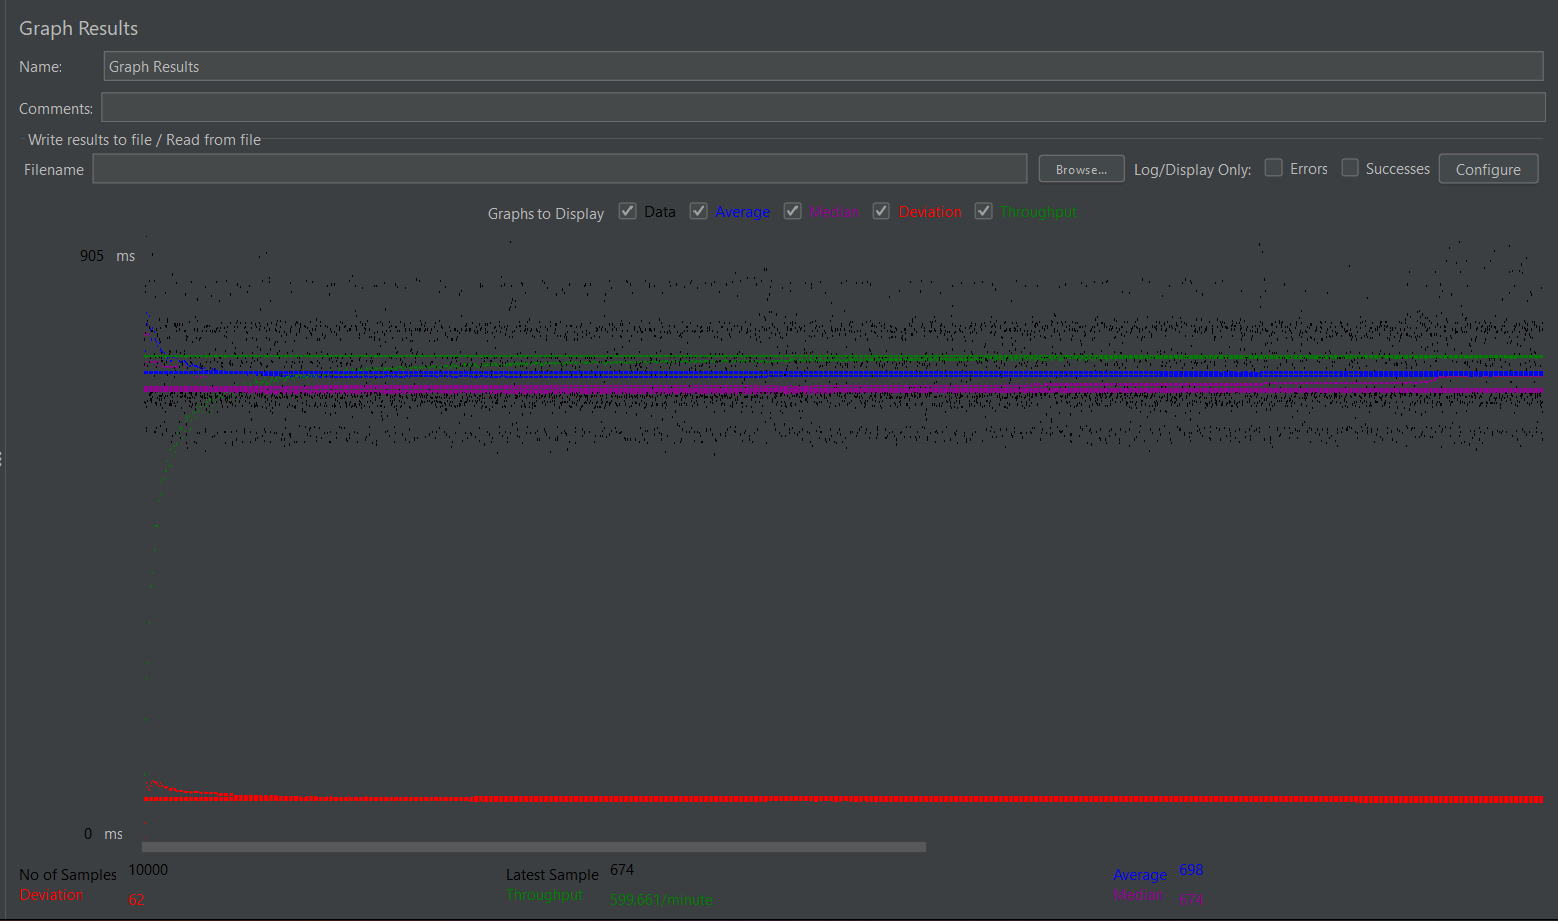 Graph Results
Name: Graph Results
Comments:
Write results to file / Read from file
Filename Browse... Log/Display Only: Errors Successes Configure
Graphs to Display Data Average Median Deviation Throughput
905 ms
0 ms
No of Samples 10000 Latest Sample 674 Average 698
Deviation 62 Throughput 599,661/minute Median 674